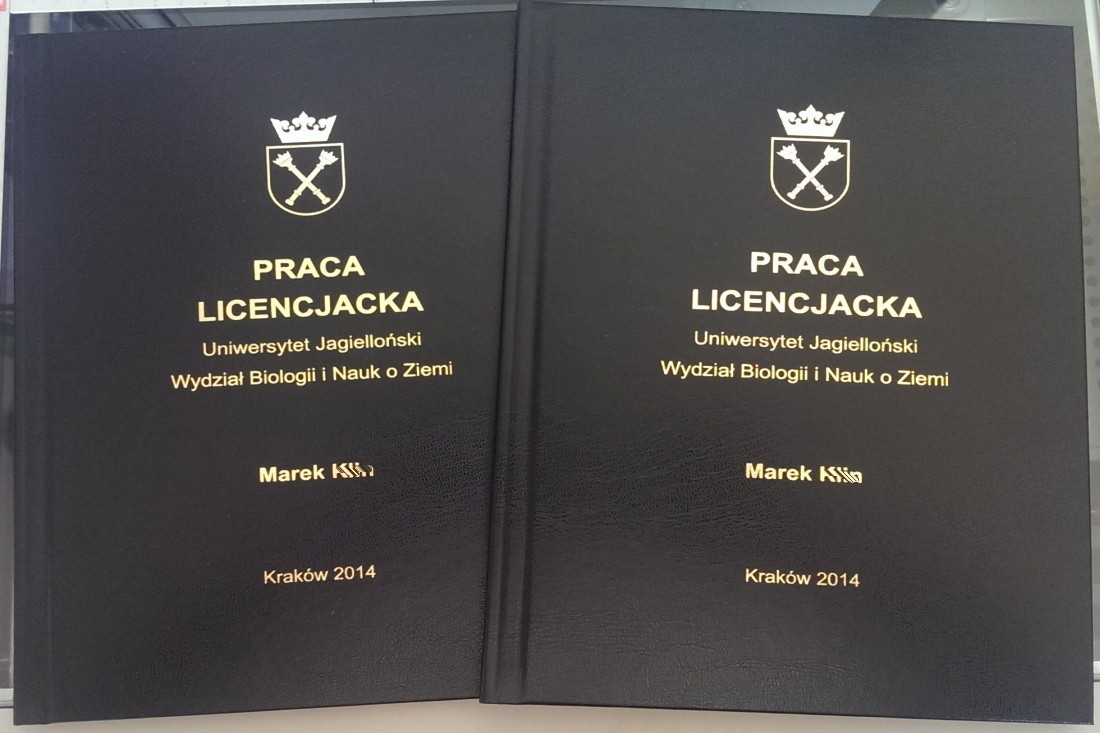 PRACA
LICENCJACKA
Uniwersytet Jagielloński
Wydział Biologii i Nauk o Ziemi
Marek
Kraków 2014
PRACA
LICENCJACKA
Uniwersytet Jagielloński
Wydział Biologii i Nauk o Ziemi
Marek
Kraków 2014